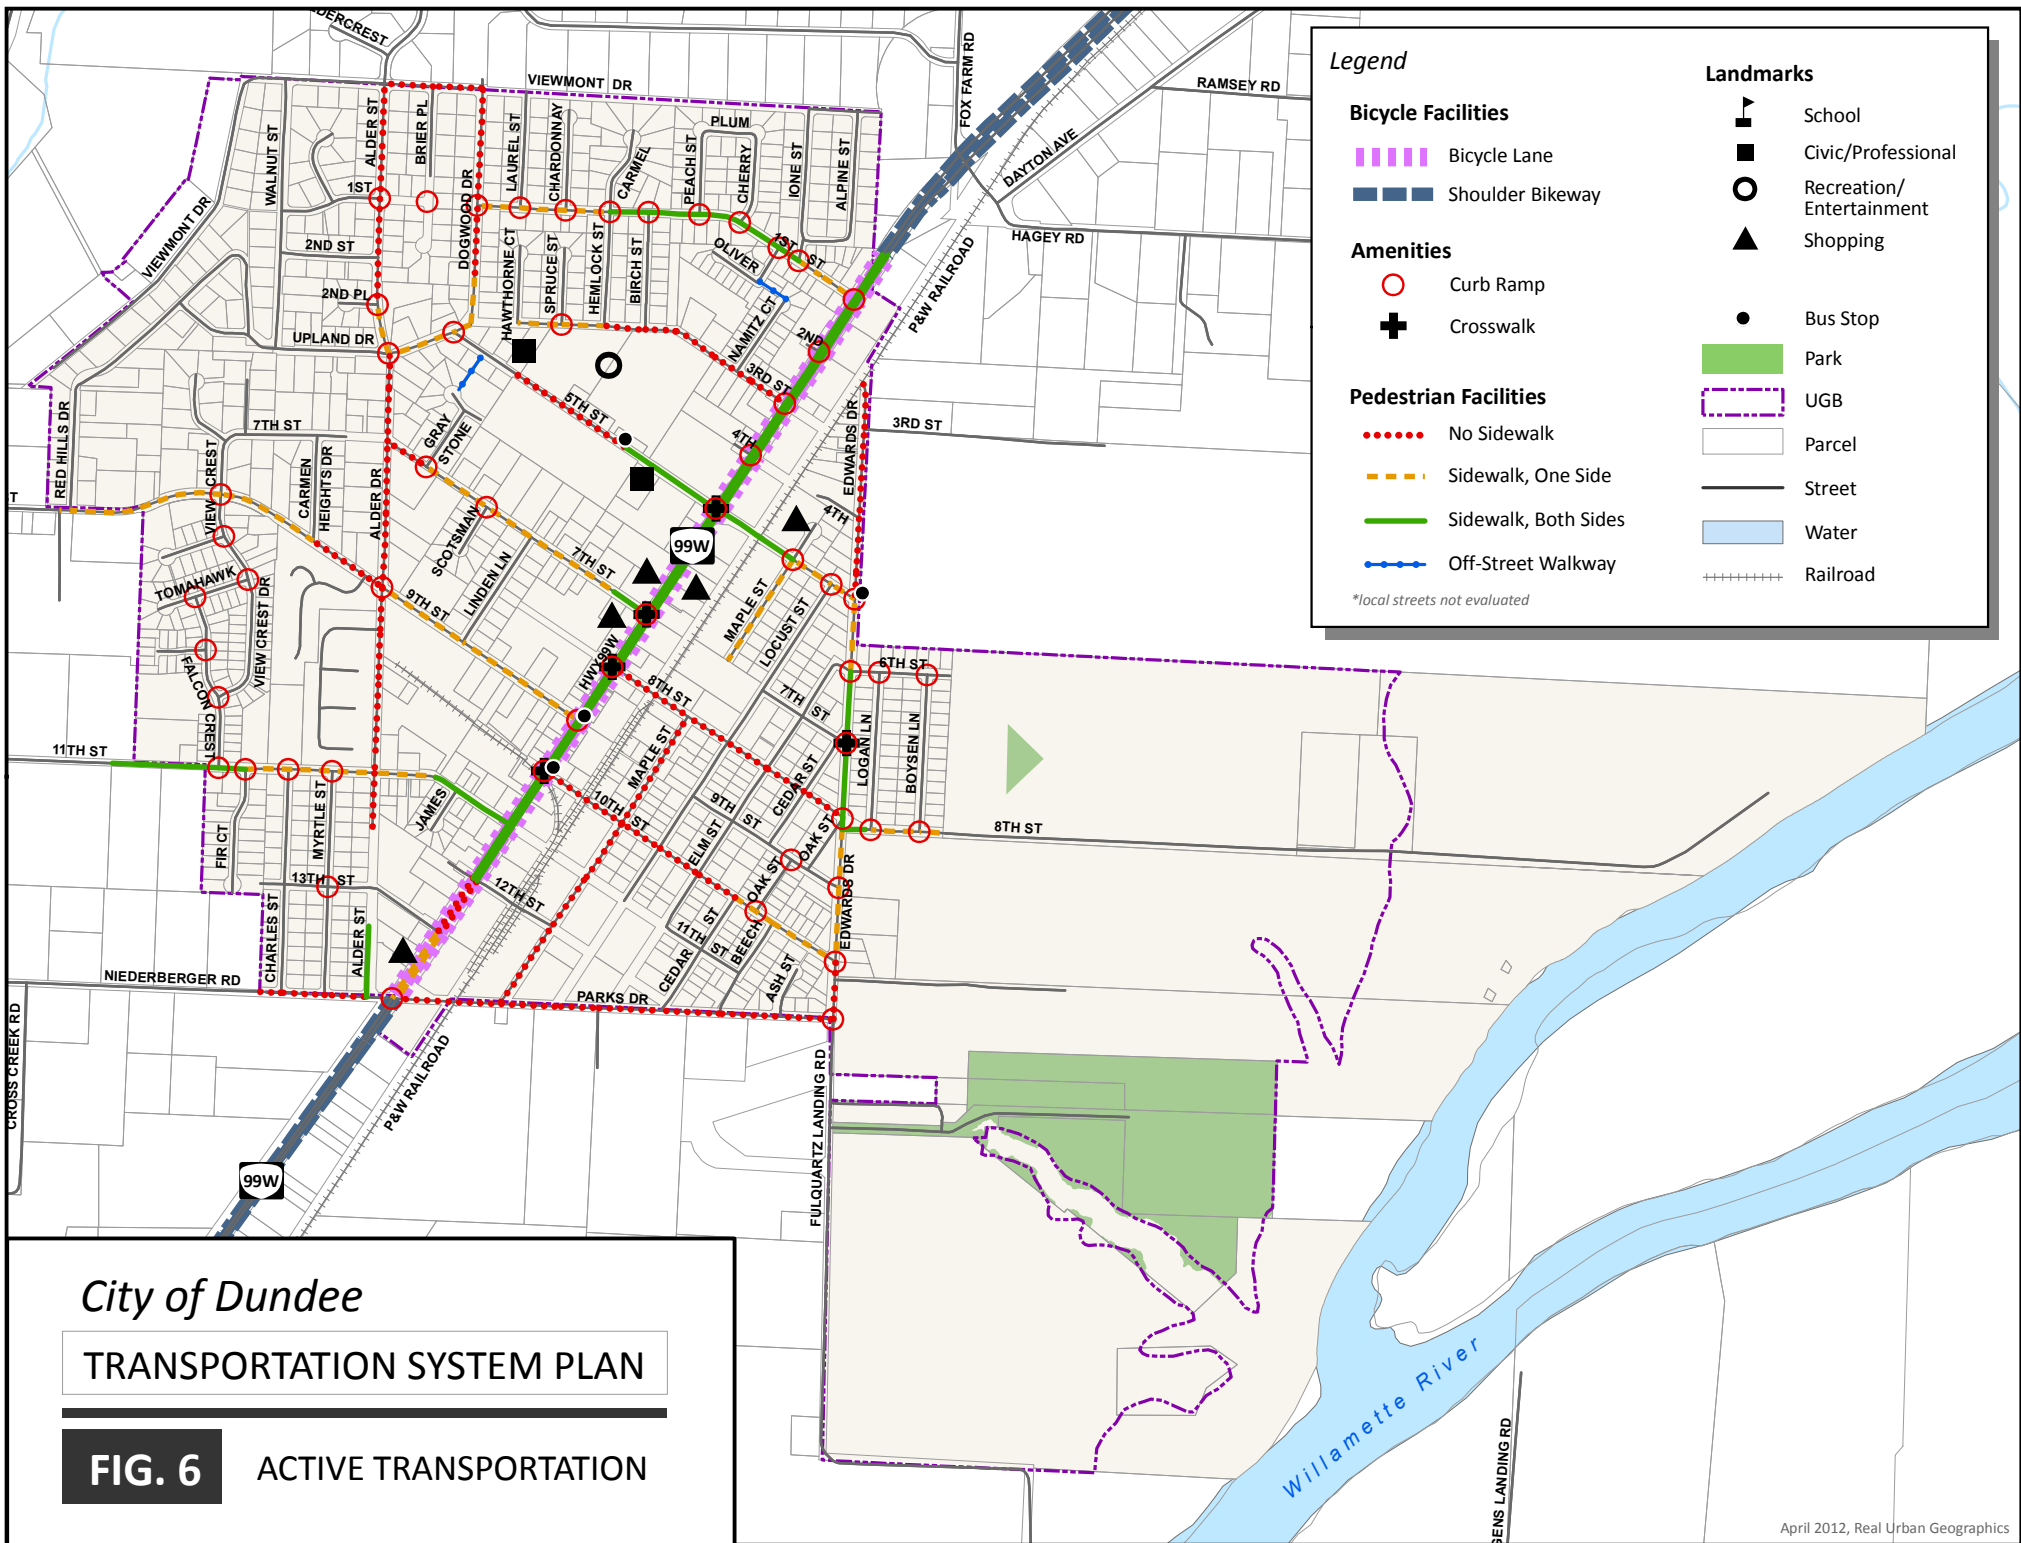 DERCREST
VIEWMONT DR
FOX FARM RD
RAMSEY RD
DAYTON AVE
HAGEY RD
P&W RAILROAD
WALNUT ST
ALDER ST
BRIER PL
DOGWOOD DR
LAUREL ST
CHARDONNAY
CARMEL
PEACH ST
PLUM
CHERRY
IONE ST
ALPINE ST
1ST
VIEWMONT DR
2ND ST
2ND PL
UPLAND DR
HAWTHORNE CT
SPRUCE ST
HEMLOCK ST
BIRCH ST
OLIVER
1ST ST
NAMITZ CT
2ND
3RD ST
4TH
5TH ST
EDWARDS DR
3RD ST
4TH
RED HILLS DR
7TH ST
VIEW CREST
CARMEN
HEIGHTS DR
ALDER DR
GRAY
STONE
SCOTSMAN
LINDEN LN
7TH ST
9TH ST
99W
ST
TOMAHAWK
VIEW CREST DR
FALCON CREST
HWY99W
MAPLE ST
LOCUST ST
6TH ST
8TH ST
7TH ST
LOGAN LN
BOYSEN LN
11TH ST
MAPLE ST
CEDAR ST
9TH ST
10TH ST
ELM ST
OAK ST
OAK ST
8TH ST
JAMES
FIR CT
MYRTLE ST
13TH ST
12TH ST
EDWARDS DR
CHARLES ST
ALDER ST
11TH ST
CEDAR ST
BEECH
ASH ST
NIEDERBERGER RD
PARKS DR
CROSS CREEK RD
P&W RAILROAD
99W
FULQUARTZ LANDING RD
Willamette River
GENS LANDING RD
Legend
Bicycle Facilities
Bicycle Lane
Shoulder Bikeway
Amenities
Curb Ramp
Crosswalk
Pedestrian Facilities
No Sidewalk
Sidewalk, One Side
Sidewalk, Both Sides
Off-Street Walkway
*local streets not evaluated
Landmarks
School
Civic/Professional
Recreation/
Entertainment
Shopping
Bus Stop
Park
UGB
Parcel
Street
Water
Railroad
City of Dundee
TRANSPORTATION SYSTEM PLAN
FIG. 6
ACTIVE TRANSPORTATION
April 2012, Real Urban Geographics